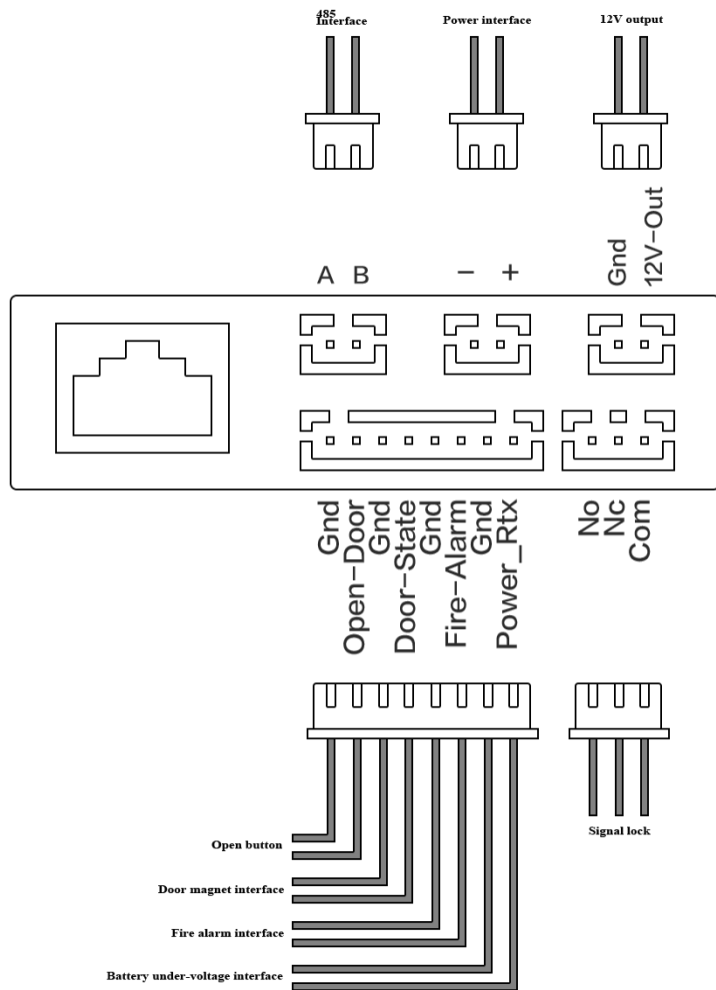 485
Interface
Power interface
12V output
A B
− +
Gnd
12V−Out
Gnd
Open−Door
Gnd
Door−State
Gnd
Fire−Alarm
Gnd
Power_Rtx
No
Nc
Com
Open button
Signal lock
Door magnet interface
Fire alarm interface
Battery under-voltage interface